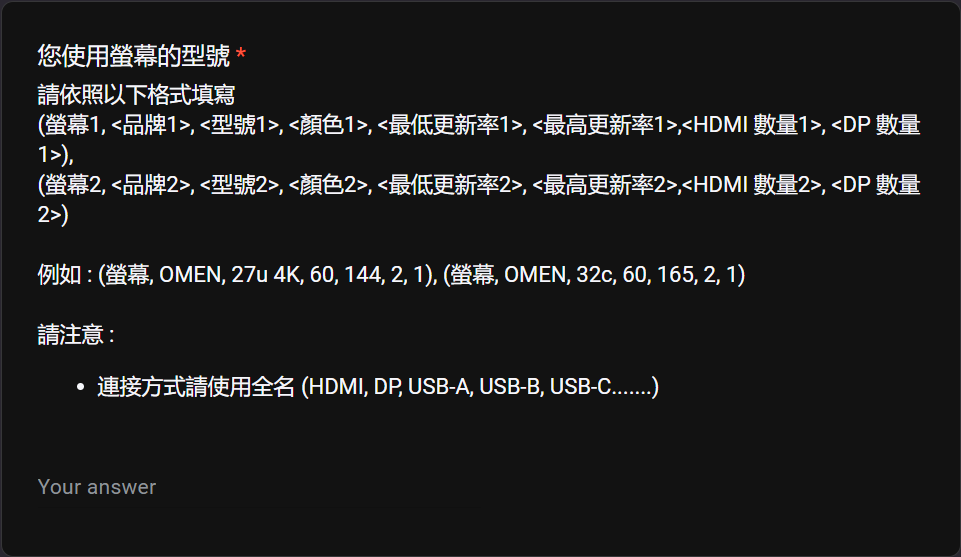 您使用螢幕的型號 *
請依照以下格式填寫
(螢幕1, <品牌1>, <型號1>, <顏色1>, <最低更新率1>, <最高更新率1>,<HDMI 數量1>, <DP 數量
1>),
(螢幕2, <品牌2>, <型號2>, <顏色2>, <最低更新率2>, <最高更新率2>,<HDMI 數量2>, <DP 數量
2>)
例如 : (螢幕, OMEN, 27u 4K, 60, 144, 2, 1), (螢幕, OMEN, 32c, 60, 165, 2, 1)
請注意 :
• 連接方式請使用全名 (HDMI, DP, USB-A, USB-B, USB-C.......)
Your answer